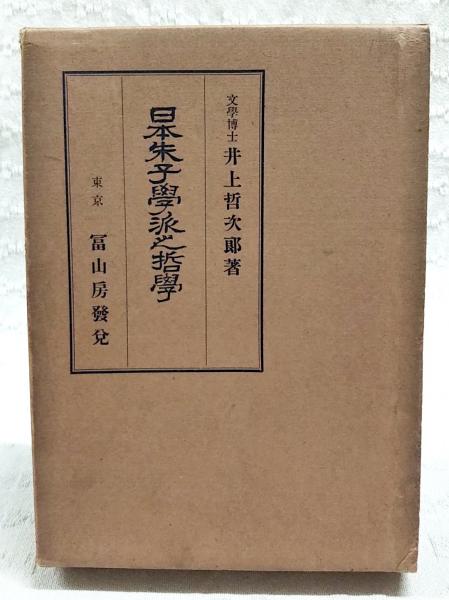 文學博士 井上哲次郎著
日本朱子學派之哲學
東京 冨山房發兌